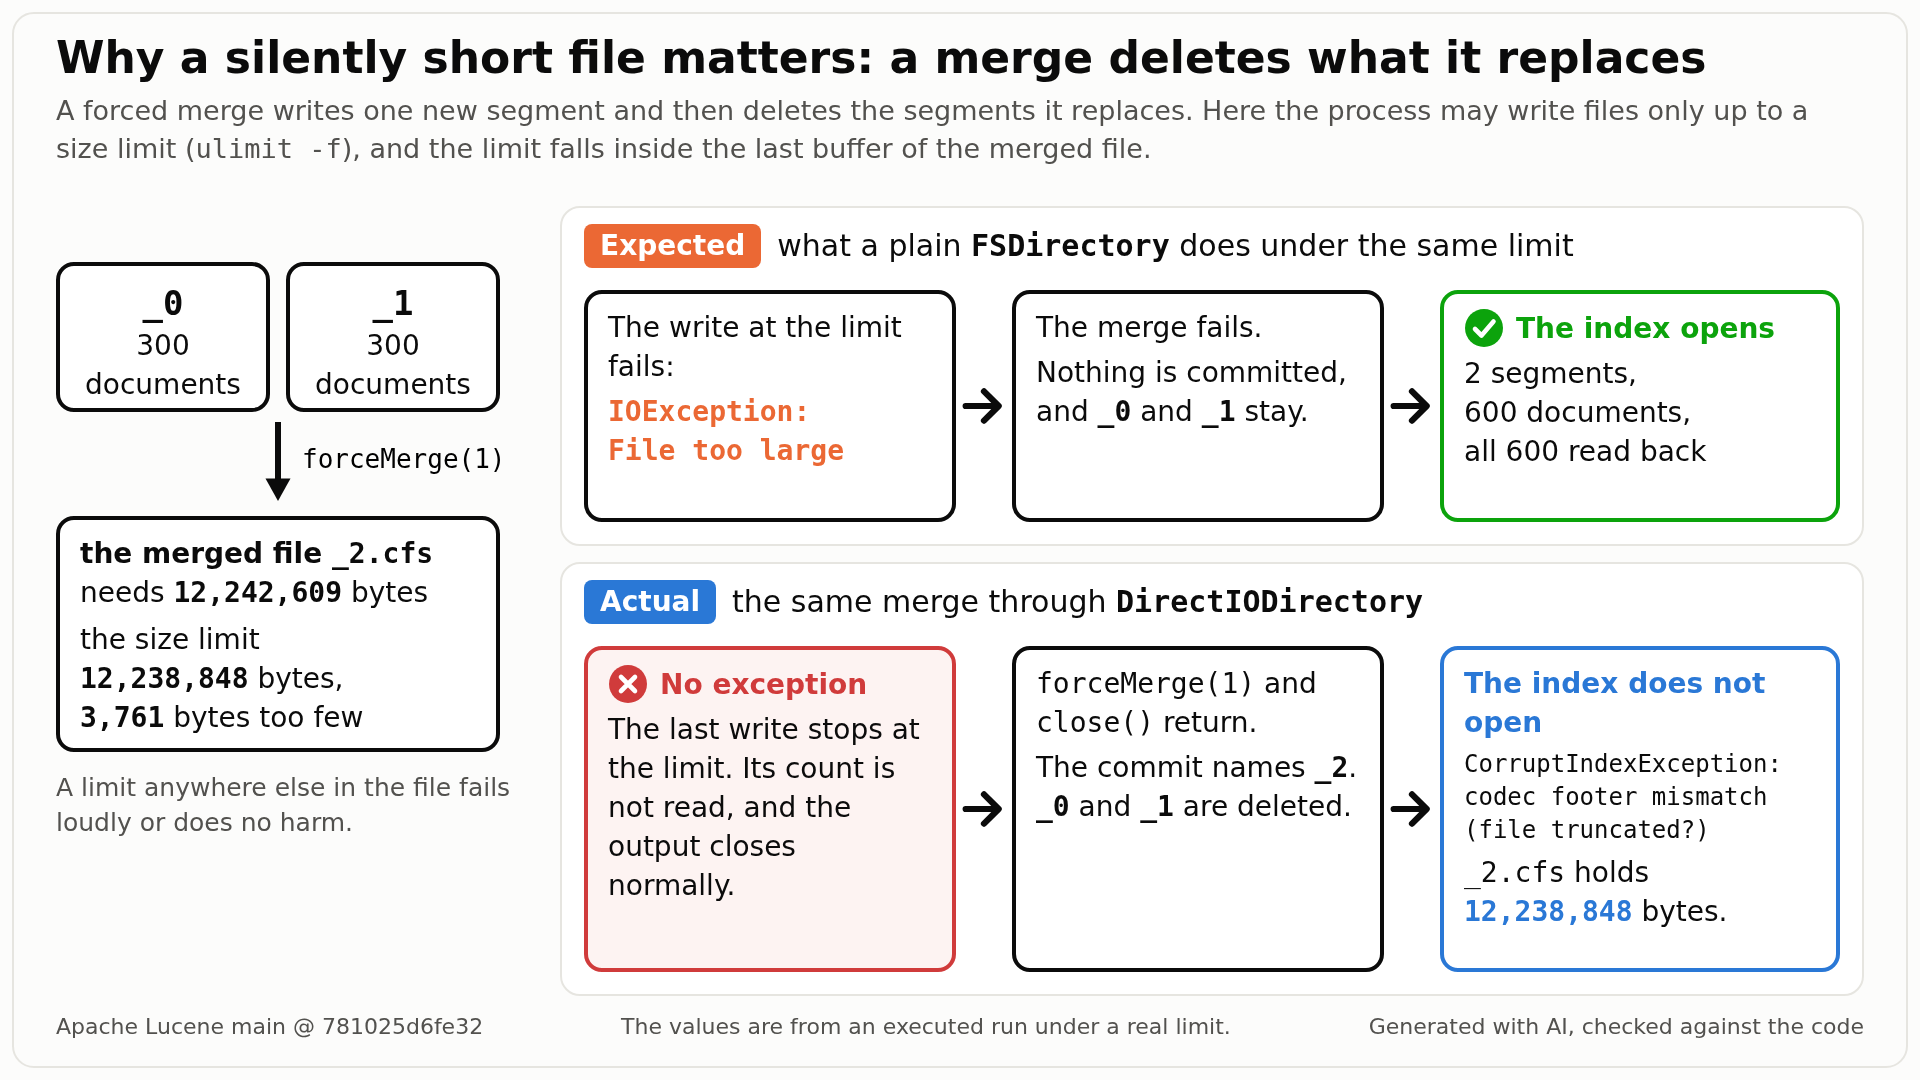 Why a silently short file matters: a merge deletes what it replaces
A forced merge writes one new segment and then deletes the segments it replaces. Here the process may write files only up to a
size limit (ulimit -f), and the limit falls inside the last buffer of the merged file.
_0
300
documents
_1
300
documents
forceMerge(1)
the merged file _2.cfs
needs 12,242,609 bytes
the size limit
12,238,848 bytes,
3,761 bytes too few
A limit anywhere else in the file fails
loudly or does no harm.
Expected what a plain FSDirectory does under the same limit
The write at the limit
fails:
IOException:
File too large
The merge fails.
Nothing is committed,
and _0 and _1 stay.
The index opens
2 segments,
600 documents,
all 600 read back
Actual the same merge through DirectIODirectory
No exception
The last write stops at
the limit. Its count is
not read, and the
output closes
normally.
forceMerge(1) and
close() return.
The commit names _2.
_0 and _1 are deleted.
The index does not
open
CorruptIndexException:
codec footer mismatch
(file truncated?)
_2.cfs holds
12,238,848 bytes.
Apache Lucene main @ 781025d6fe32
The values are from an executed run under a real limit.
Generated with AI, checked against the code